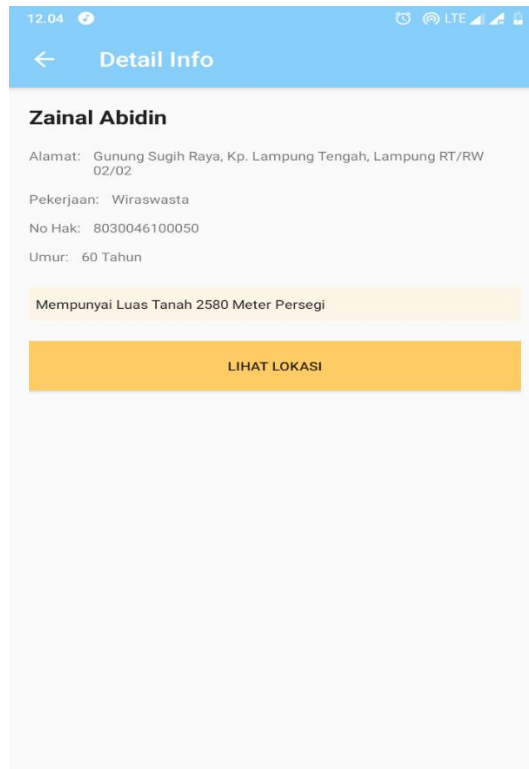 12.04
LTE
Detail Info
Zainal Abidin
Alamat: Gunung Sugih Raya, Kp. Lampung Tengah, Lampung RT/RW
02/02
Pekerjaan: Wiraswasta
No Hak: 8030046100050
Umur: 60 Tahun
Mempunyai Luas Tanah 2580 Meter Persegi
LIHAT LOKASI